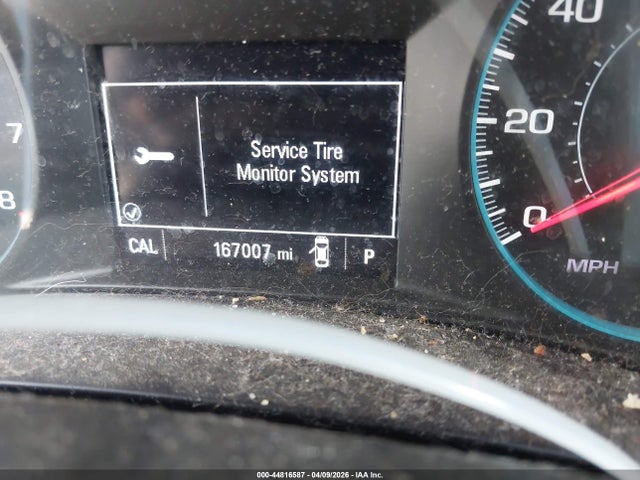 40
7
20
Service Tire
Monitor System
8
0
CAL 167007 mi P
MPH
000-44816587 - 04/09/2026 - IAA Inc.